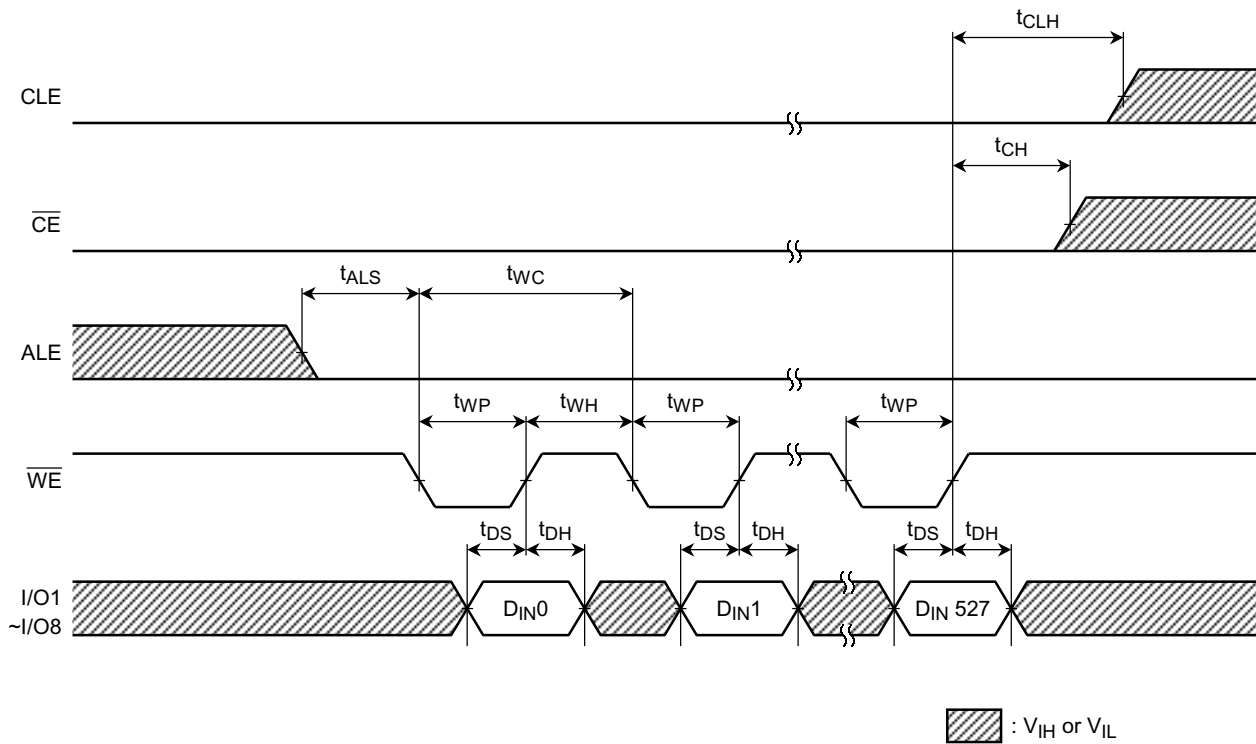 tCLH
CLE
tCH
CE
tALS tWC
ALE
tWP tWH tWP tWP
WE
tDS tDH tDS tDH tDS tDH
I/O1
~I/O8
DIN0 DIN1 DIN 527
: VIH or VIL